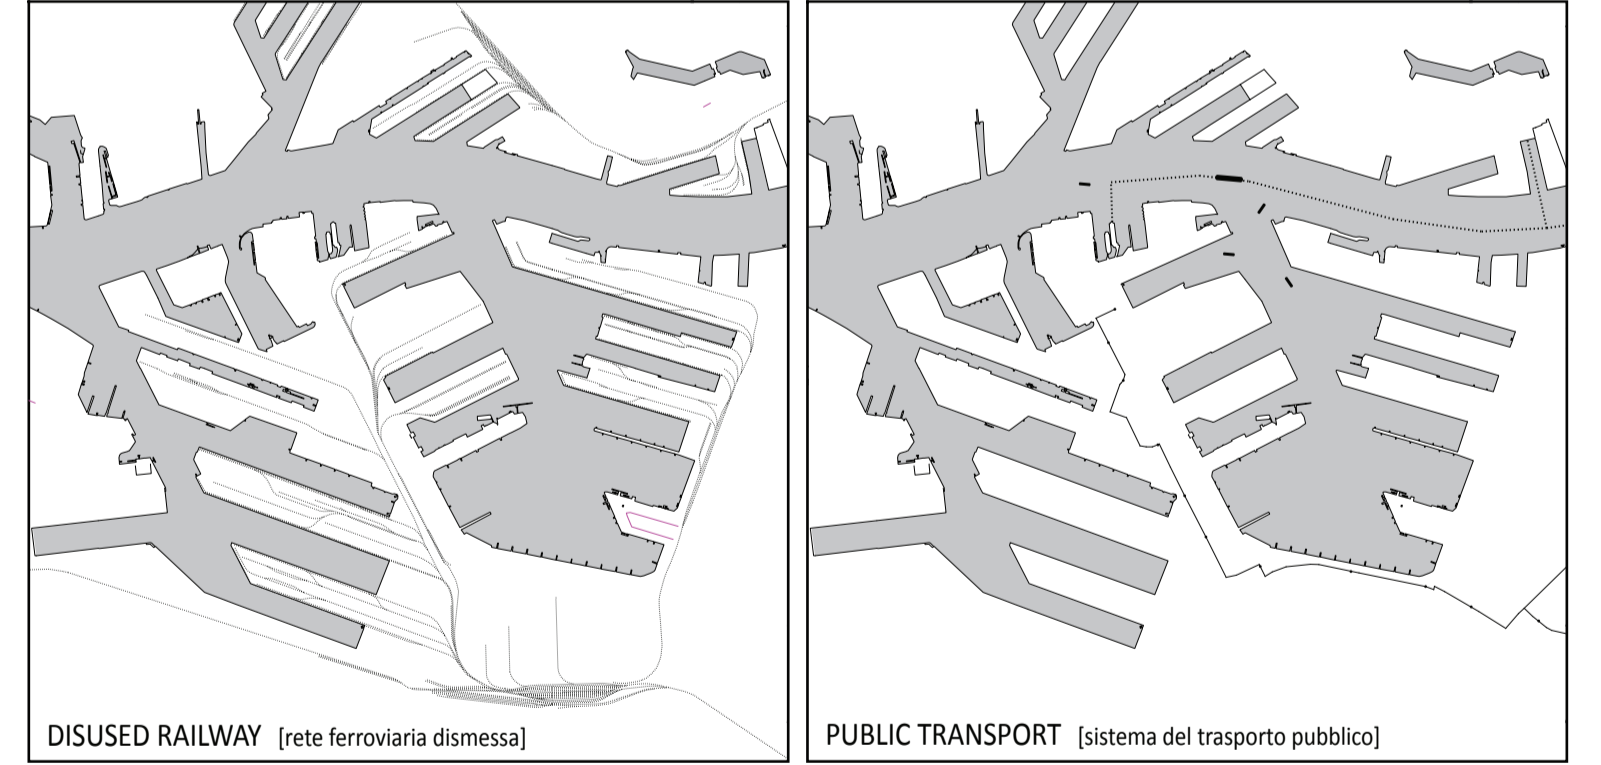 DISUSED RAILWAY [rete ferroviaria dismessa]
PUBLIC TRANSPORT [sistema del trasporto pubblico]